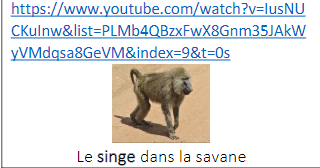 https://www.youtube.com/watch?v=IusNU
CKuInw&list=PLMb4QBzxFwX8Gnm35JAkW
yVMdqsa8GeVM&index=9&t=0s
Le singe dans la savane